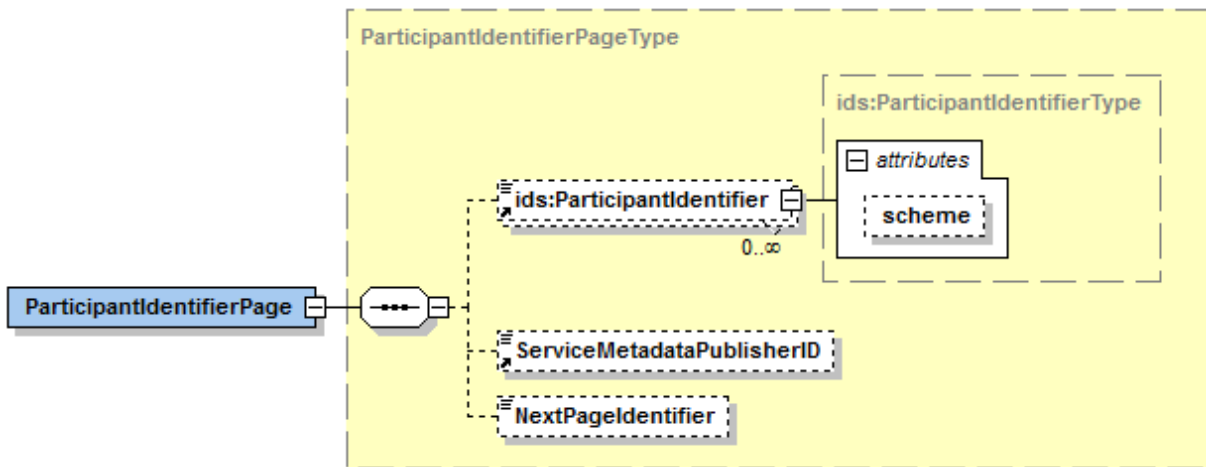 ParticipantIdentifierPageType
ids:ParticipantIdentifierType
attributes
ids:ParticipantIdentifier
scheme
0..∞
ParticipantIdentifierPage
ServiceMetadataPublisherID
NextPageIdentifier